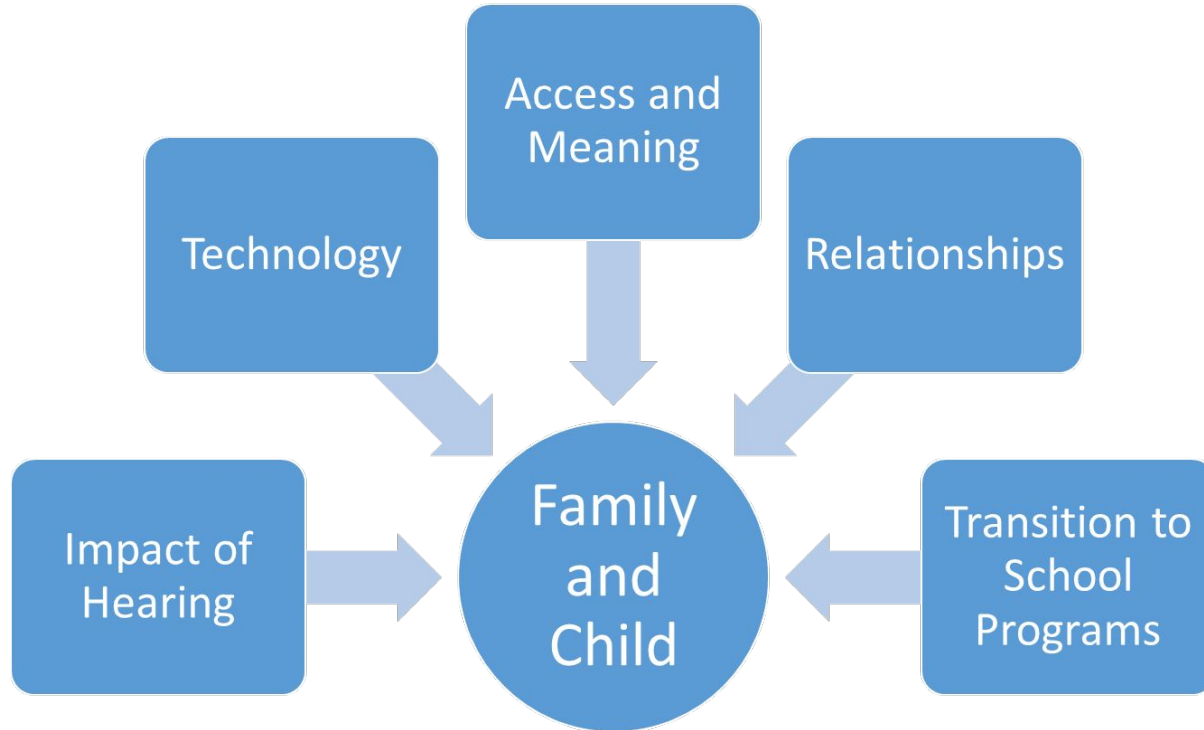 Access and
Meaning
Technology
Relationships
Impact of
Hearing
Family
and
Child
Transition to
School
Programs